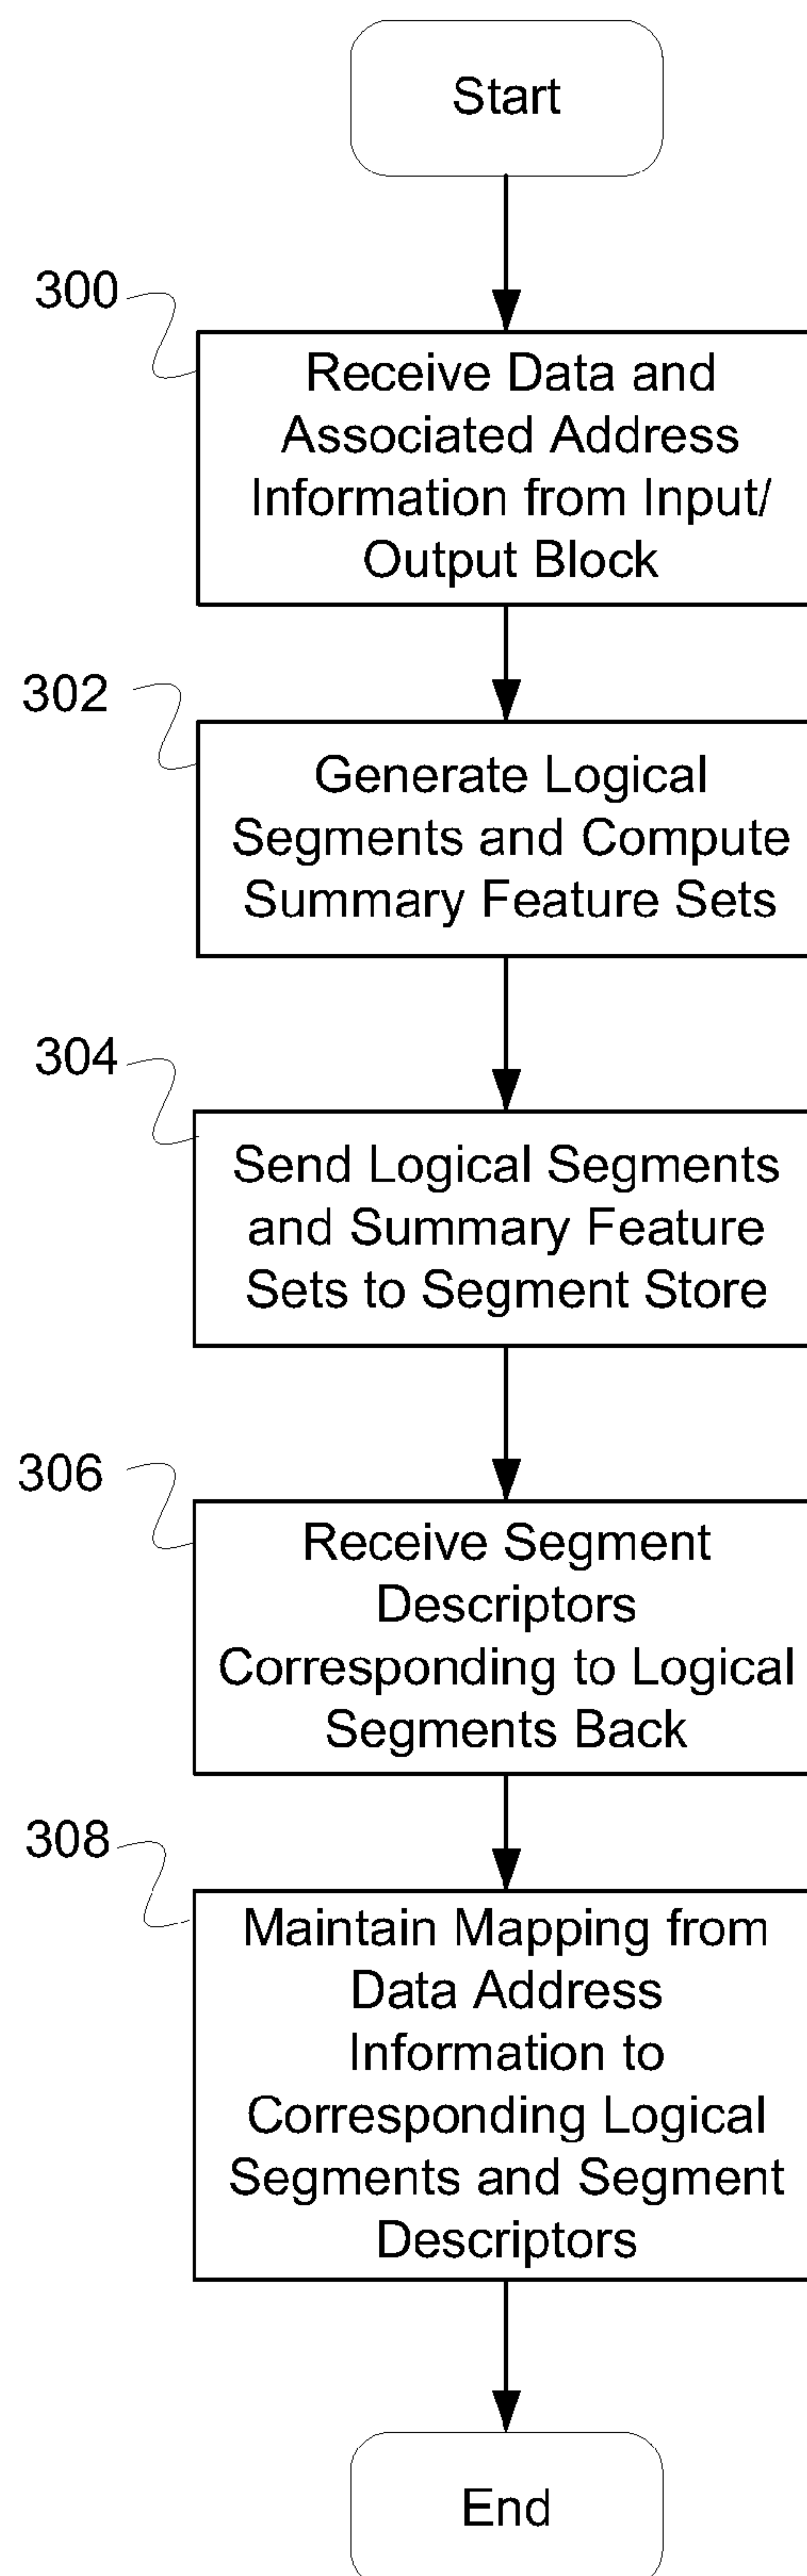 Start
300
Receive Data and
Associated Address
Information from Input/
Output Block
302
Generate Logical
Segments and Compute
Summary Feature Sets
304
Send Logical Segments
and Summary Feature
Sets to Segment Store
306
Receive Segment
Descriptors
Corresponding to Logical
Segments Back
308
Maintain Mapping from
Data Address
Information to
Corresponding Logical
Segments and Segment
Descriptors
End